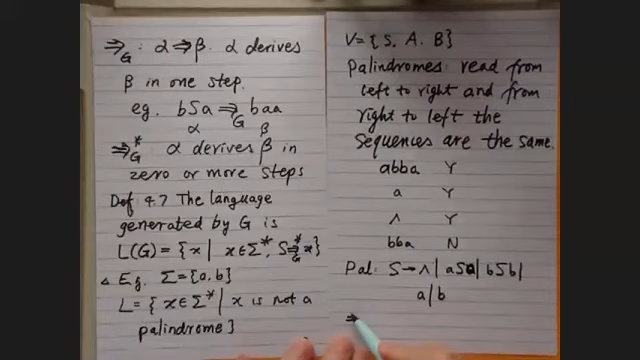 ⇒G : α ⇒ β. α derives
β in one step.
eg. bSa ⇒G baa
α β
⇒*G α derives β in
zero or more steps
Def 4.7 The language
generated by G is
L(G) = { x | x ∈ Σ*, S ⇒*G x }
△ E.g. Σ = {a, b}
L = { x ∈ Σ* | x is not a
palindrome }
V = { S, A, B }
Palindromes: read from
left to right and from
right to left the
sequences are the same.
abba Y
a Y
Λ Y
bba N
Pal: S → Λ | aSa | bSb |
a | b
⇒